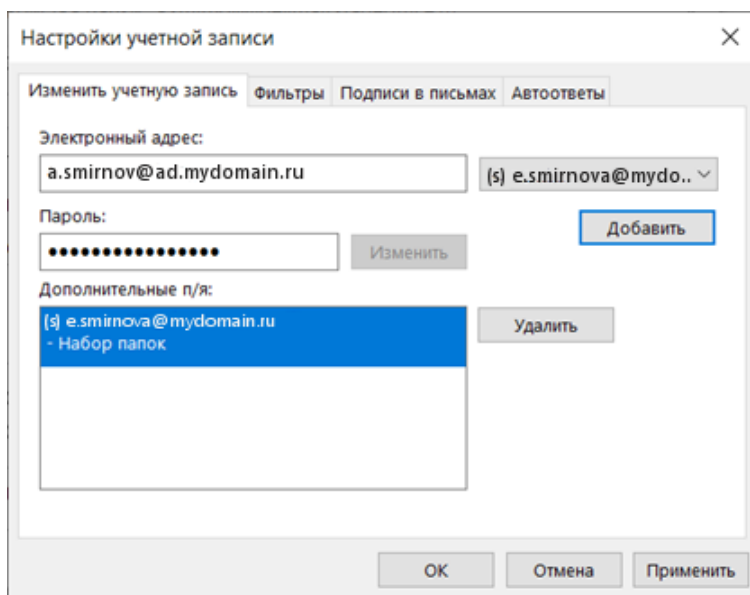 Настройки учетной записи
Изменить учетную запись Фильтры Подписи в письмах Автоответы
Электронный адрес:
a.smirnov@ad.mydomain.ru (s) e.smirnova@mydo..
Пароль:
Добавить
•••••••••••••••• Изменить
Дополнительные п/я:
(s) e.smirnova@mydomain.ru
- Набор папок
Удалить
ОК Отмена Применить